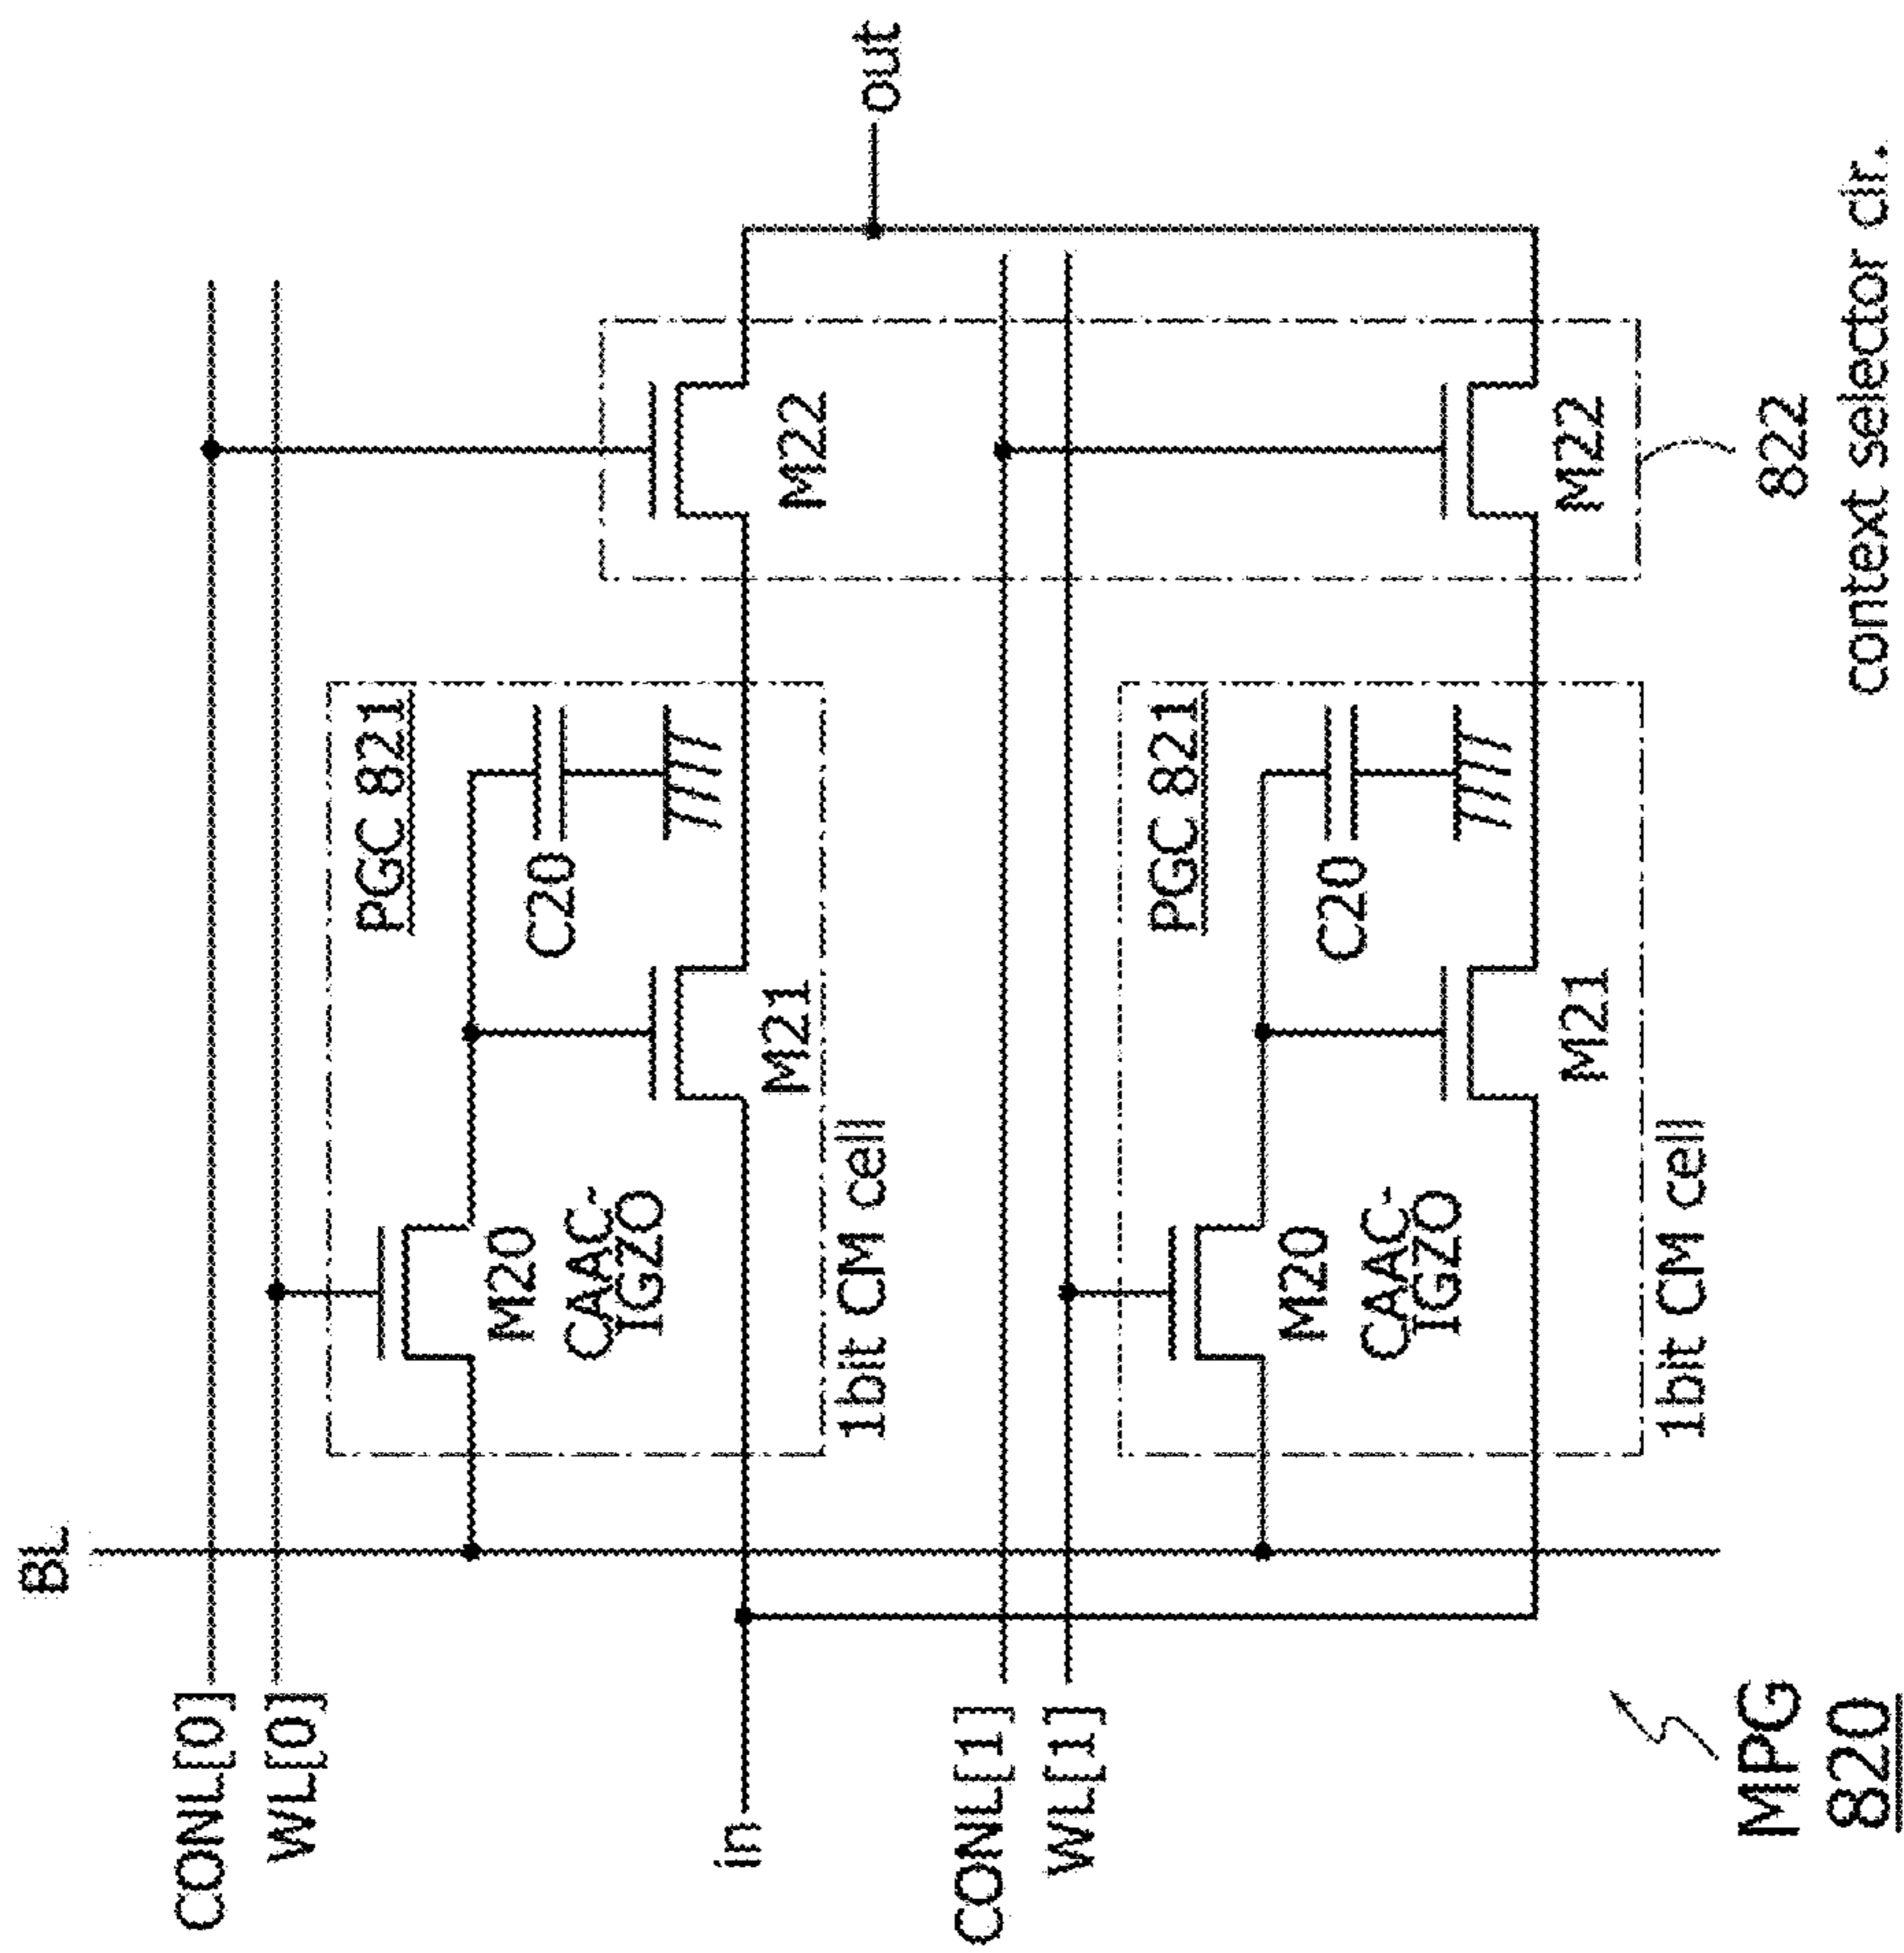 BL
CONL[0]
WL[0]
PGC 821
M20
CAAC-
IGZO
C20
M21
M22
1bit CM cell
in
out
CONL[1]
WL[1]
PGC 821
M20
CAAC-
IGZO
C20
M21
M22
1bit CM cell
MPG
820
822
context selector cir.